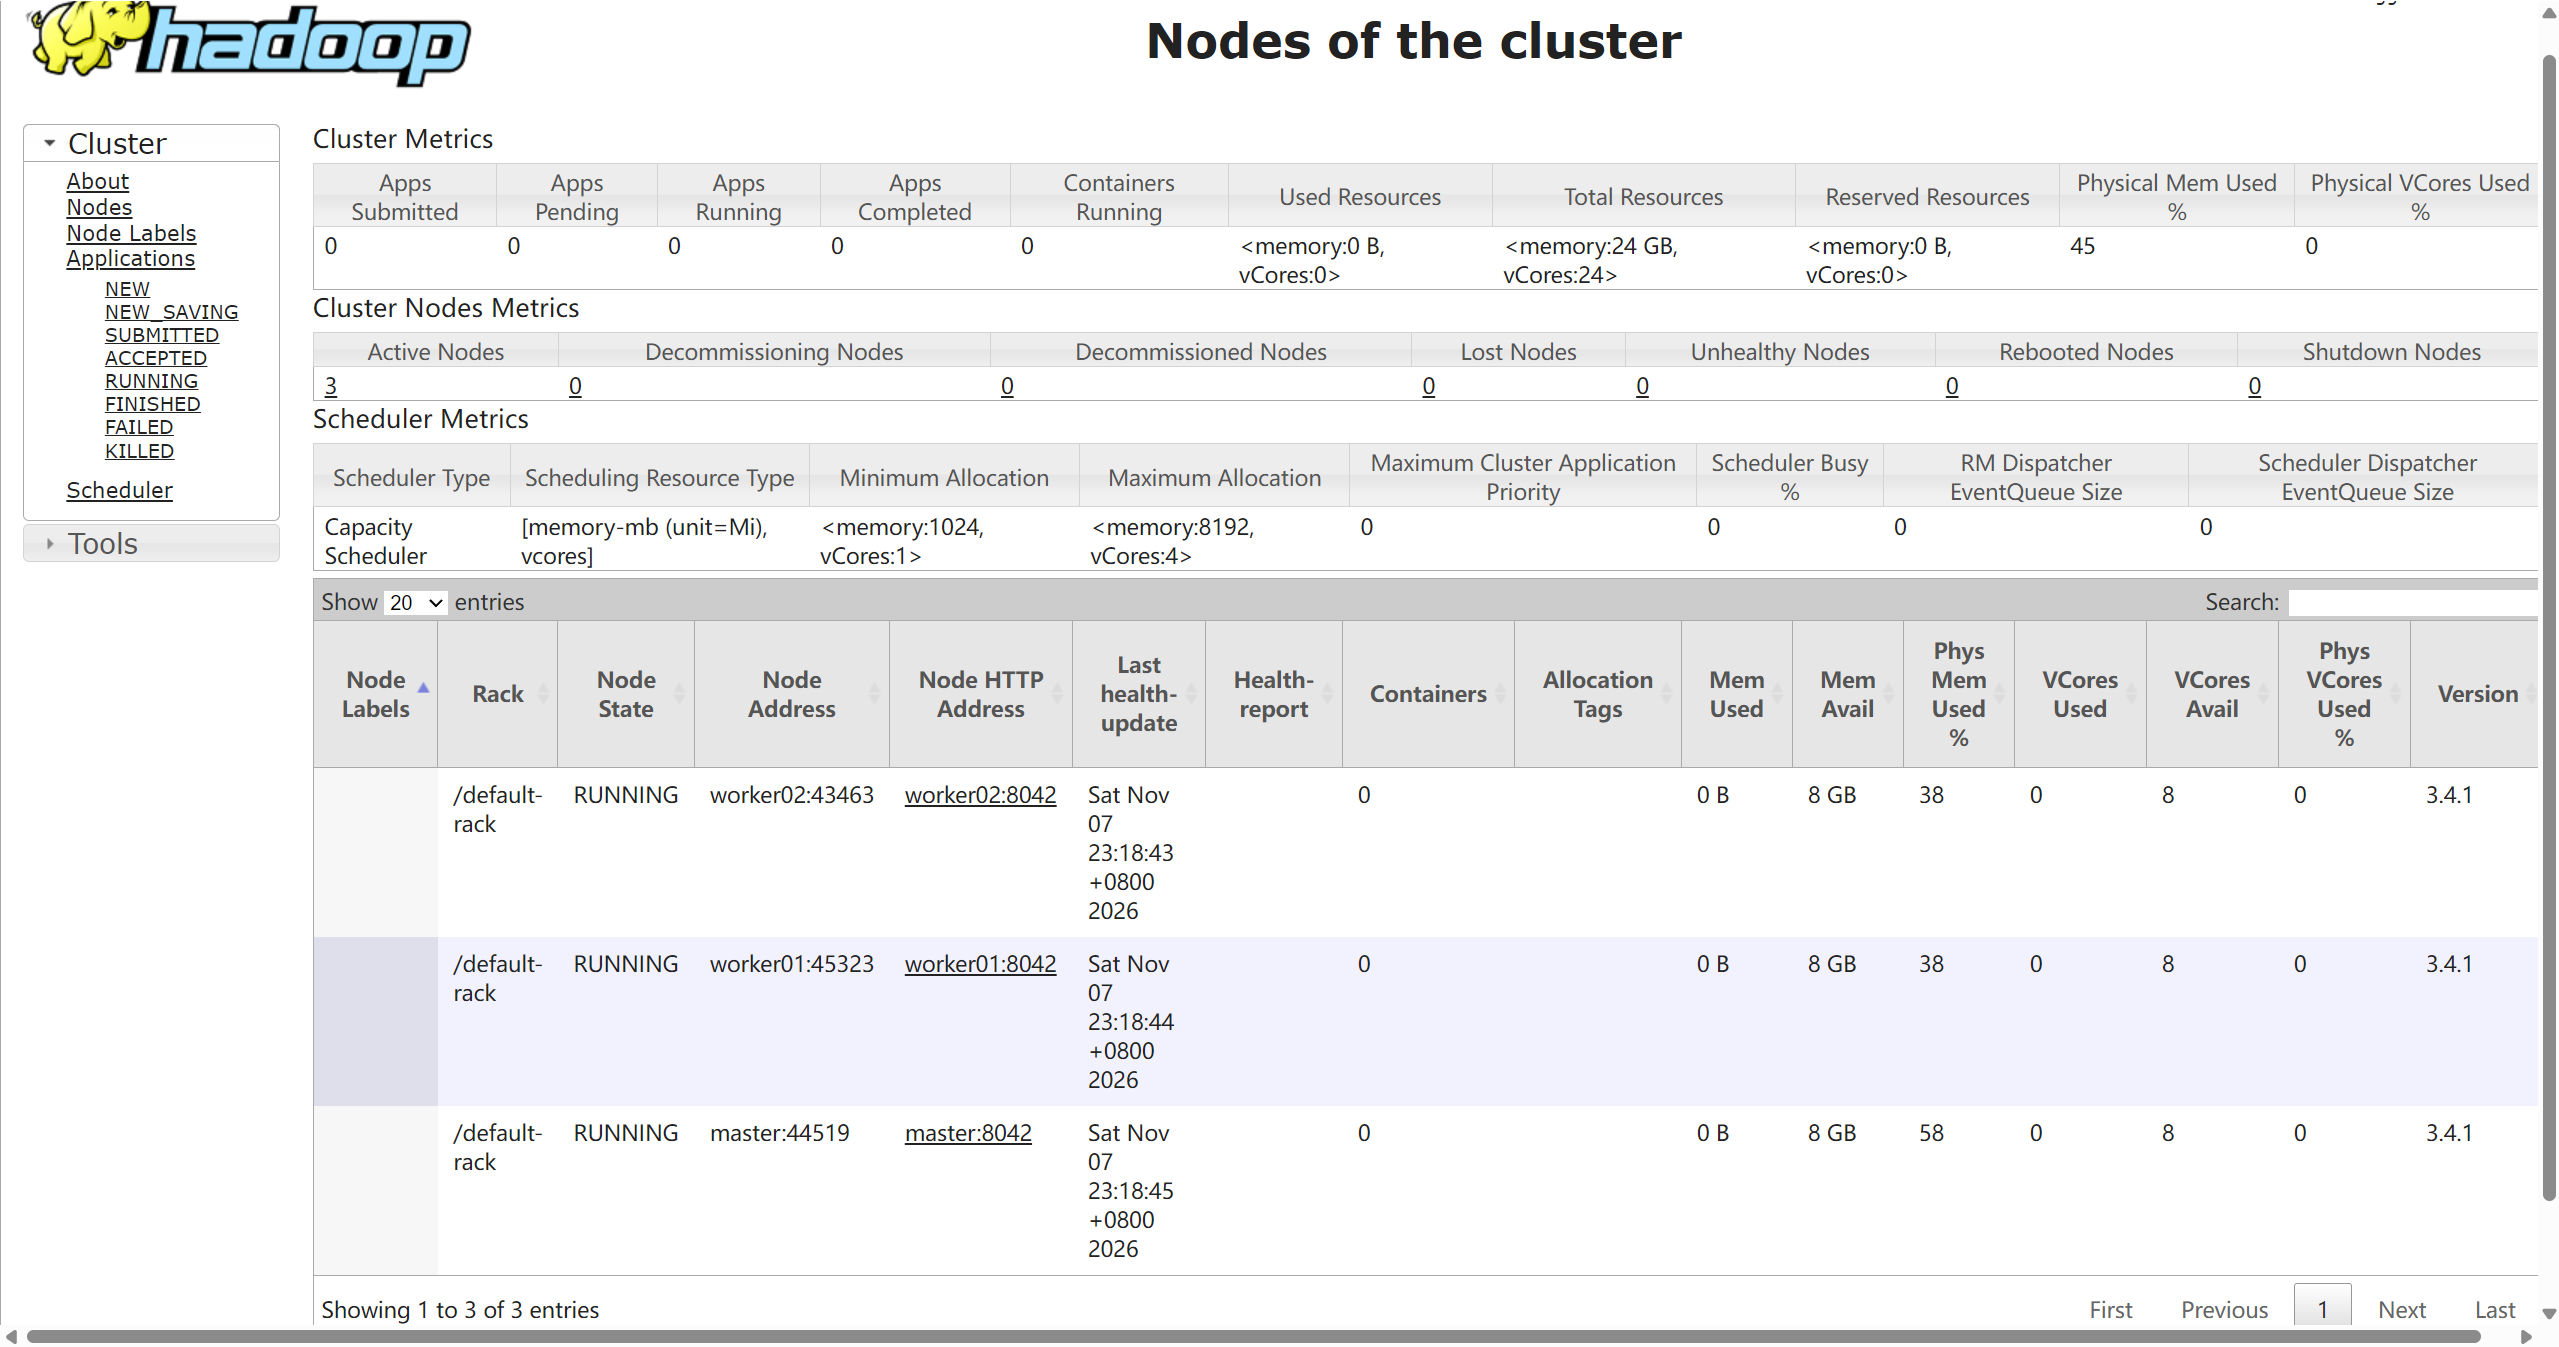 hadoop
Nodes of the cluster
Cluster
About
Nodes
Node Labels
Applications
NEW
NEW_SAVING
SUBMITTED
ACCEPTED
RUNNING
FINISHED
FAILED
KILLED
Scheduler
Tools
Cluster Metrics
Apps Submitted Apps Pending Apps Running Apps Completed Containers Running Used Resources Total Resources Reserved Resources Physical Mem Used % Physical VCores Used %
0 0 0 0 0 <memory:0 B, vCores:0> <memory:24 GB, vCores:24> <memory:0 B, vCores:0> 45 0
Cluster Nodes Metrics
Active Nodes Decommissioning Nodes Decommissioned Nodes Lost Nodes Unhealthy Nodes Rebooted Nodes Shutdown Nodes
3 0 0 0 0 0 0
Scheduler Metrics
Scheduler Type Scheduling Resource Type Minimum Allocation Maximum Allocation Maximum Cluster Application Priority Scheduler Busy % RM Dispatcher EventQueue Size Scheduler Dispatcher EventQueue Size
Capacity Scheduler [memory-mb (unit=Mi), vcores] <memory:1024, vCores:1> <memory:8192, vCores:4> 0 0 0 0
Show 20 entries Search:
Node Labels Rack Node State Node Address Node HTTP Address Last health-update Health-report Containers Allocation Tags Mem Used Mem Avail Phys Mem Used % VCores Used VCores Avail Phys VCores Used % Version
/default-rack RUNNING worker02:43463 worker02:8042 Sat Nov 07 23:18:43 +0800 2026 0 0 B 8 GB 38 0 8 0 3.4.1
/default-rack RUNNING worker01:45323 worker01:8042 Sat Nov 07 23:18:44 +0800 2026 0 0 B 8 GB 38 0 8 0 3.4.1
/default-rack RUNNING master:44519 master:8042 Sat Nov 07 23:18:45 +0800 2026 0 0 B 8 GB 58 0 8 0 3.4.1
Showing 1 to 3 of 3 entries First Previous 1 Next Last